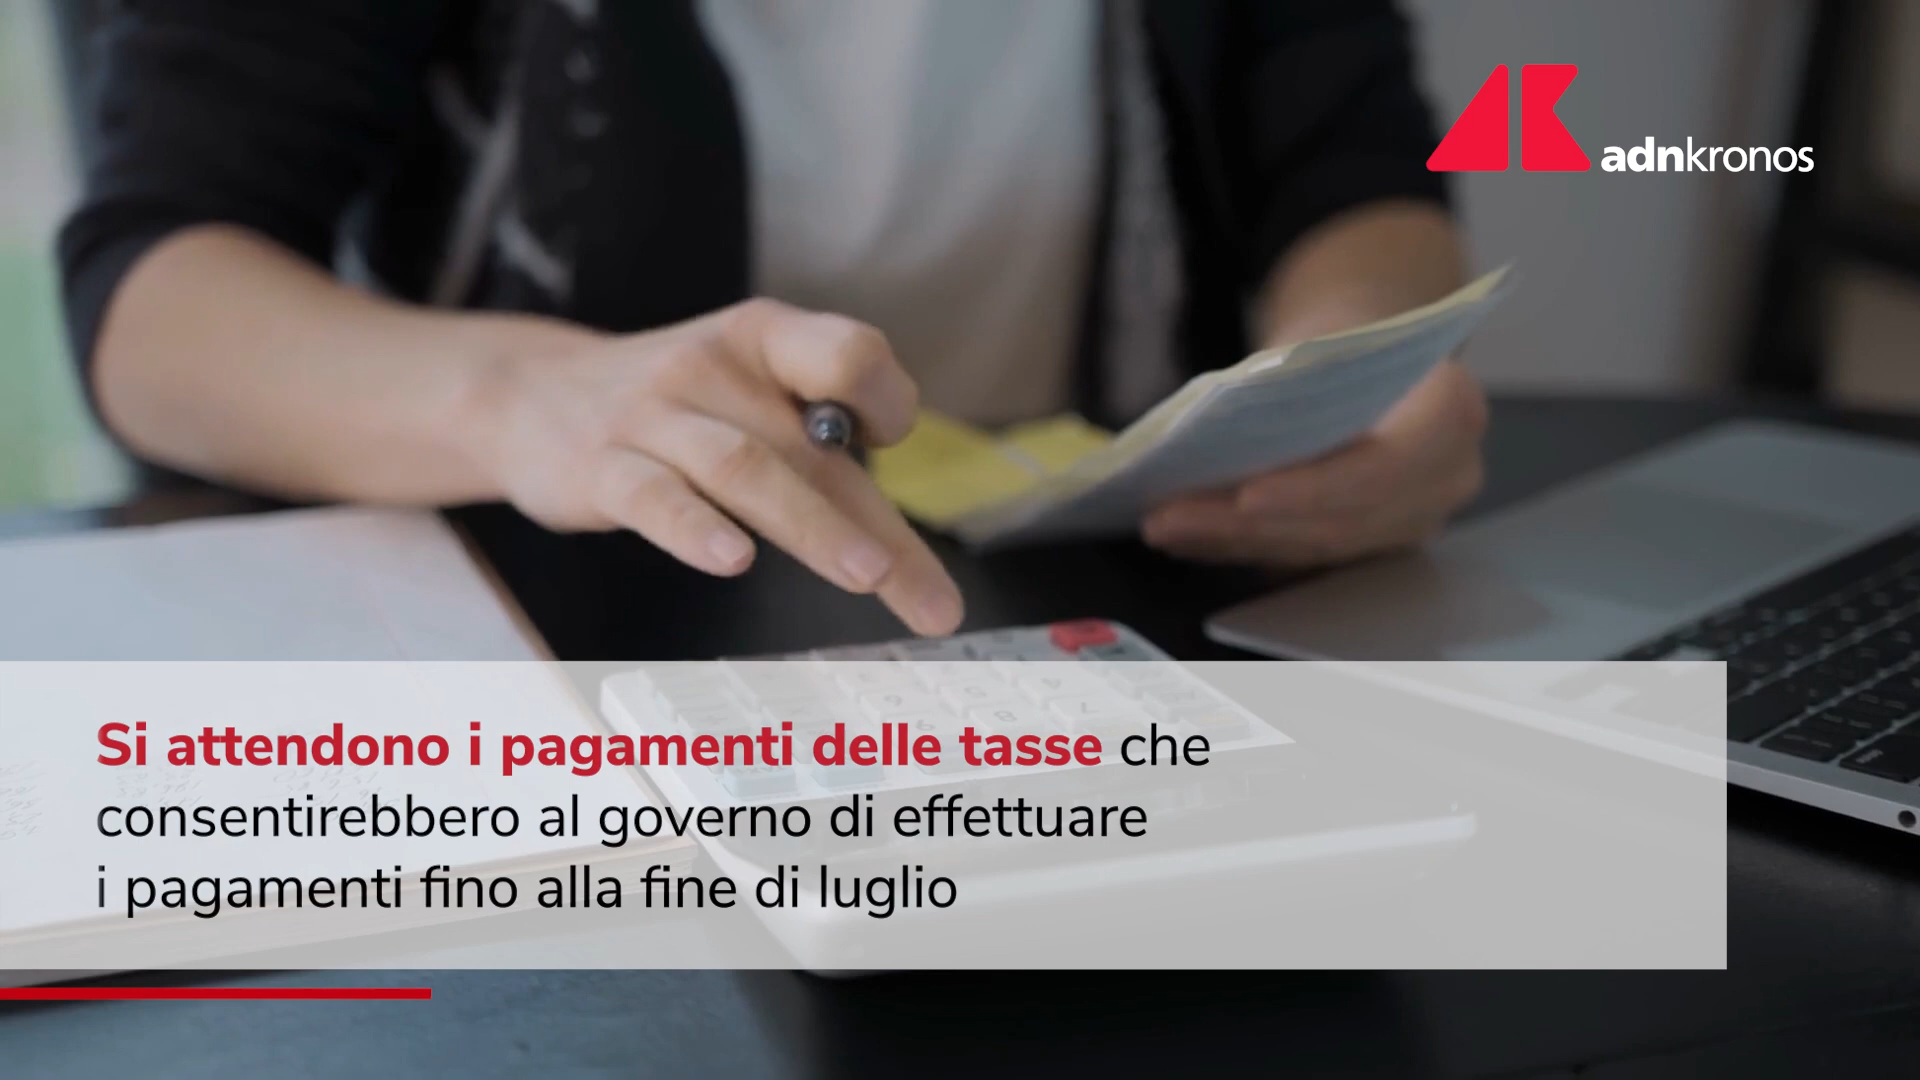 adnkronos
Si attendono i pagamenti delle tasse che
consentirebbero al governo di effettuare
i pagamenti fino alla fine di luglio